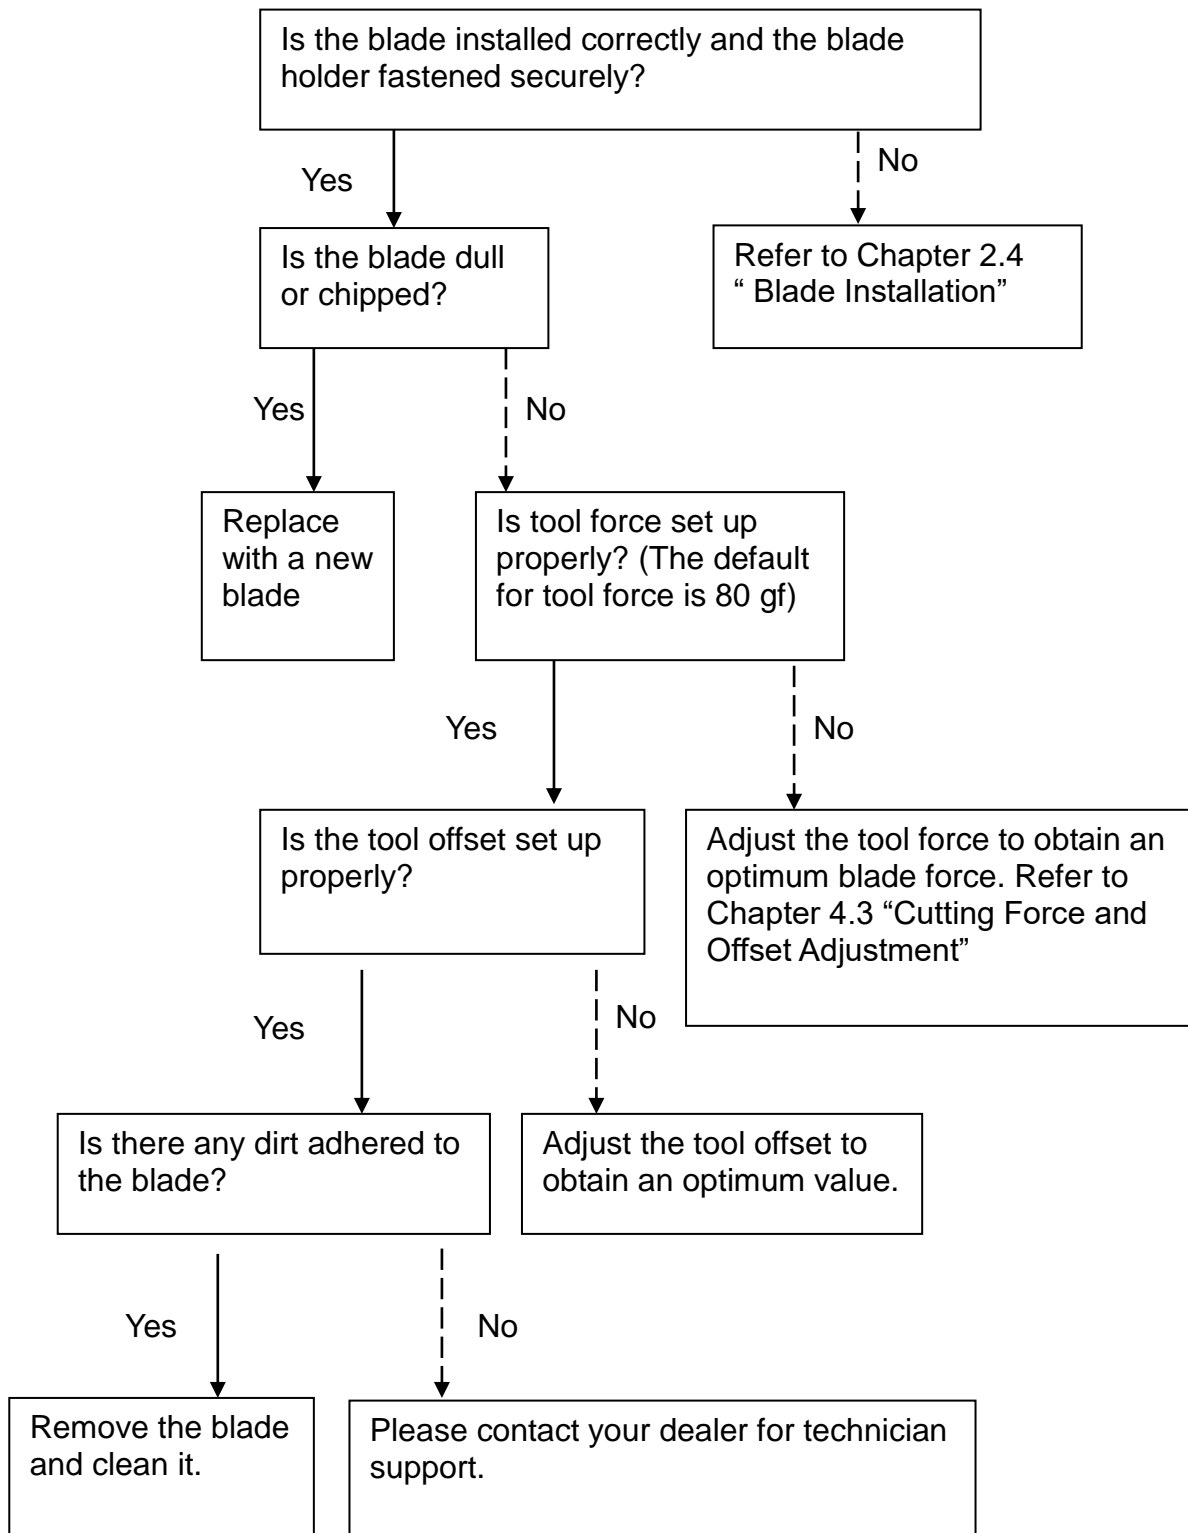 Is the blade installed correctly and the blade
holder fastened securely?
Yes
No
Is the blade dull
or chipped?
Refer to Chapter 2.4
“ Blade Installation”
Yes
No
Replace
with a new
blade
Is tool force set up
properly? (The default
for tool force is 80 gf)
Yes
No
Is the tool offset set up
properly?
Adjust the tool force to obtain an
optimum blade force. Refer to
Chapter 4.3 “Cutting Force and
Offset Adjustment”
Yes
No
Is there any dirt adhered to
the blade?
Adjust the tool offset to
obtain an optimum value.
Yes
No
Remove the blade
and clean it.
Please contact your dealer for technician
support.